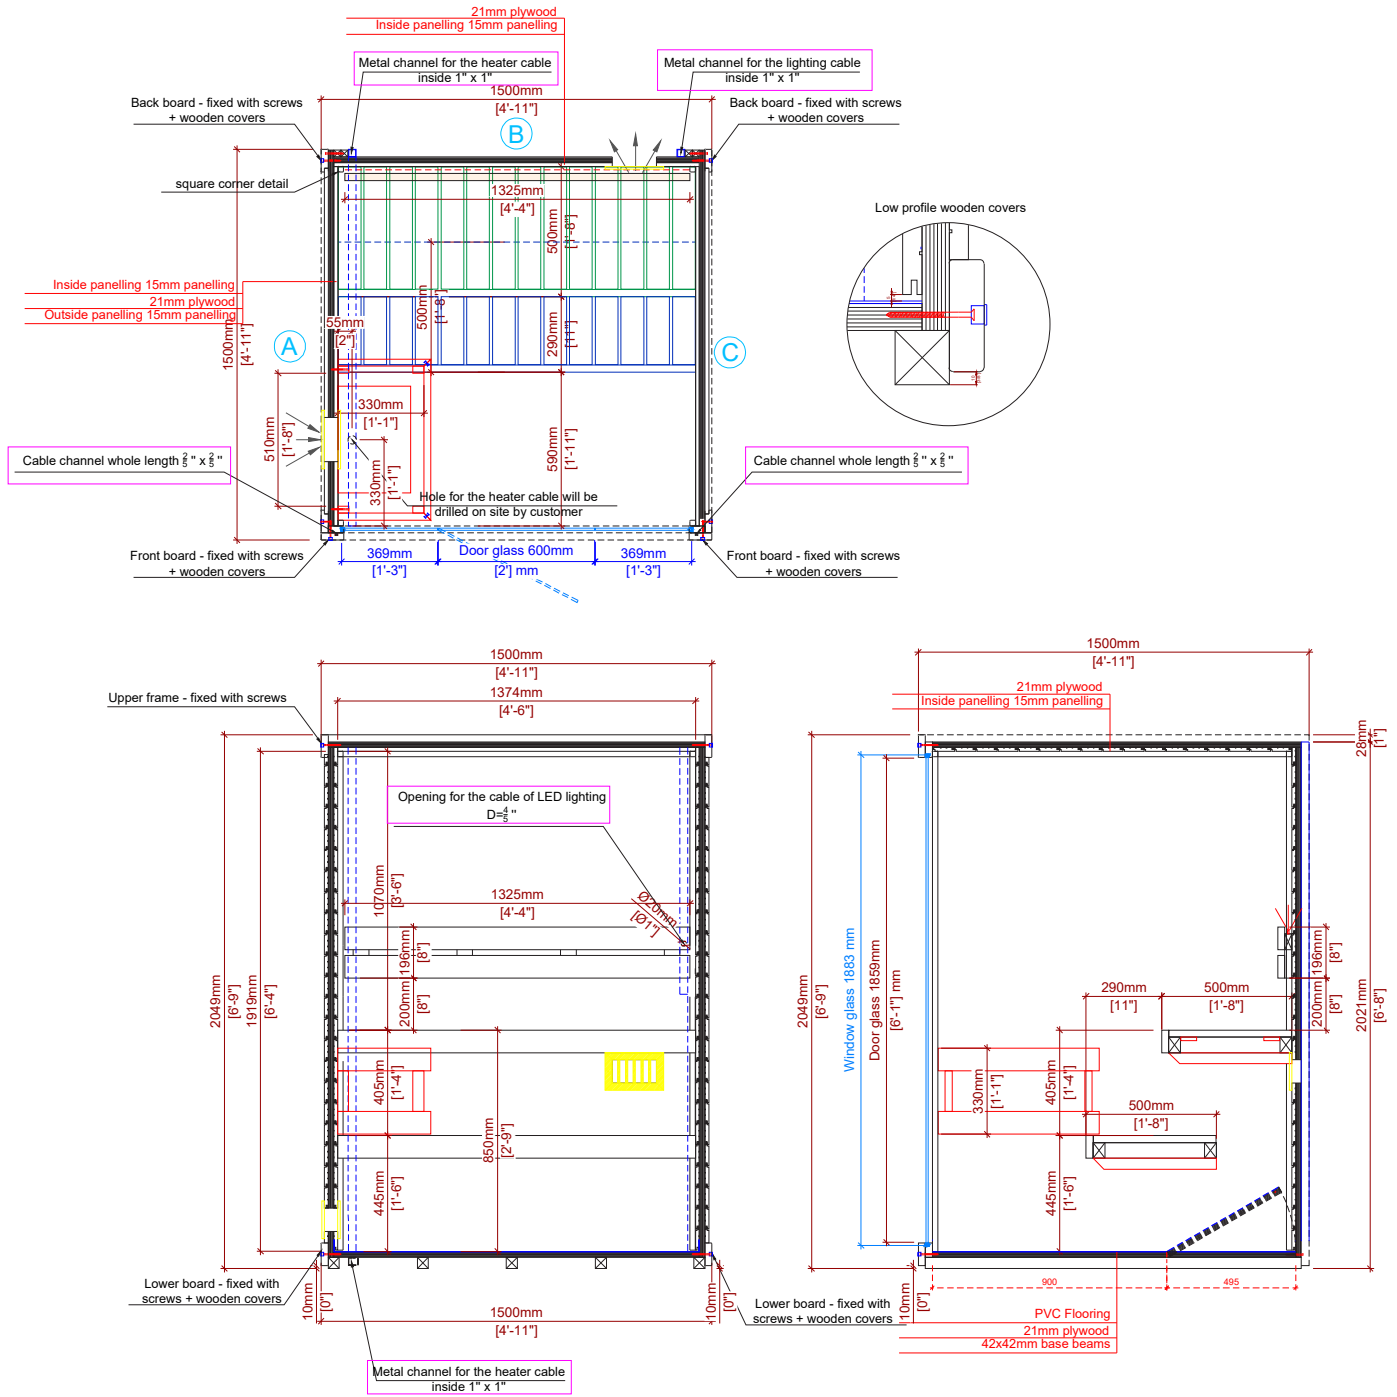 21mm plywood
Inside panelling 15mm panelling
Metal channel for the heater cable
inside 1" x 1"
Metal channel for the lighting cable
inside 1" x 1"
1500mm
[4'-11"]
Back board - fixed with screws
+ wooden covers
B
Back board - fixed with screws
+ wooden covers
square corner detail
1325mm
[4'-4"]
500mm
[1'-8"]
Low profile wooden covers
Inside panelling 15mm panelling
21mm plywood
Outside panelling 15mm panelling
1500mm
[4'-11"]
A
55mm
[2"]
500mm
[1'-8"]
290mm
[11"]
C
510mm
[1'-8"]
330mm
[1'-1"]
330mm
[1'-1"]
590mm
[1'-11"]
Cable channel whole length 2/5 " x 2/5 "
Cable channel whole length 2/5 " x 2/5 "
Hole for the heater cable will be
drilled on site by customer
Front board - fixed with screws
+ wooden covers
369mm
[1'-3"]
Door glass 600mm
[2'] mm
369mm
[1'-3"]
Front board - fixed with screws
+ wooden covers
1500mm
[4'-11"]
Upper frame - fixed with screws
1374mm
[4'-6"]
Opening for the cable of LED lighting
D=4/5 "
1070mm
[3'-6"]
1325mm
[4'-4"]
Ø20mm
[Ø1"]
196mm
[8"]
200mm
[8"]
2049mm
[6'-9"]
1919mm
[6'-4"]
405mm
[1'-4"]
850mm
[2'-9"]
445mm
[1'-6"]
Lower board - fixed with
screws + wooden covers
10mm
[0"]
1500mm
[4'-11"]
10mm
[0"]
Lower board - fixed with
screws + wooden covers
Metal channel for the heater cable
inside 1" x 1"
1500mm
[4'-11"]
21mm plywood
Inside panelling 15mm panelling
28mm
[1"]
2049mm
[6'-9"]
Window glass 1883 mm
Door glass 1859mm
[6'-1"] mm
196mm
[8"]
200mm
[8"]
2021mm
[6'-8"]
290mm
[11"]
500mm
[1'-8"]
330mm
[1'-1"]
405mm
[1'-4"]
500mm
[1'-8"]
445mm
[1'-6"]
10mm
[0"]
900
495
PVC Flooring
21mm plywood
42x42mm base beams